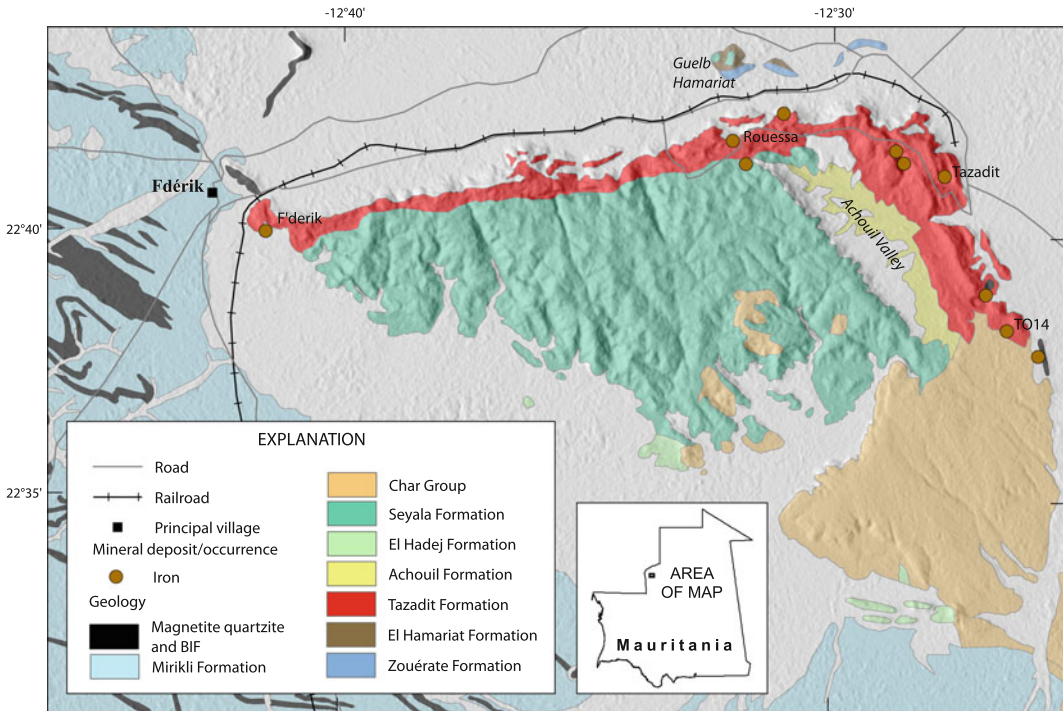 -12°40'
-12°30'
Guelb
Hamariat
Rouessa
Tazadit
Fdérik
F'derik
22°40'
Achouil Valley
TO14
22°35'
EXPLANATION
Road
Railroad
Principal village
Mineral deposit/occurrence
Iron
Geology
Magnetite quartzite
and BIF
Mirikli Formation
Char Group
Seyala Formation
El Hadej Formation
Achouil Formation
Tazadit Formation
El Hamariat Formation
Zouérate Formation
AREA
OF MAP
Mauritania